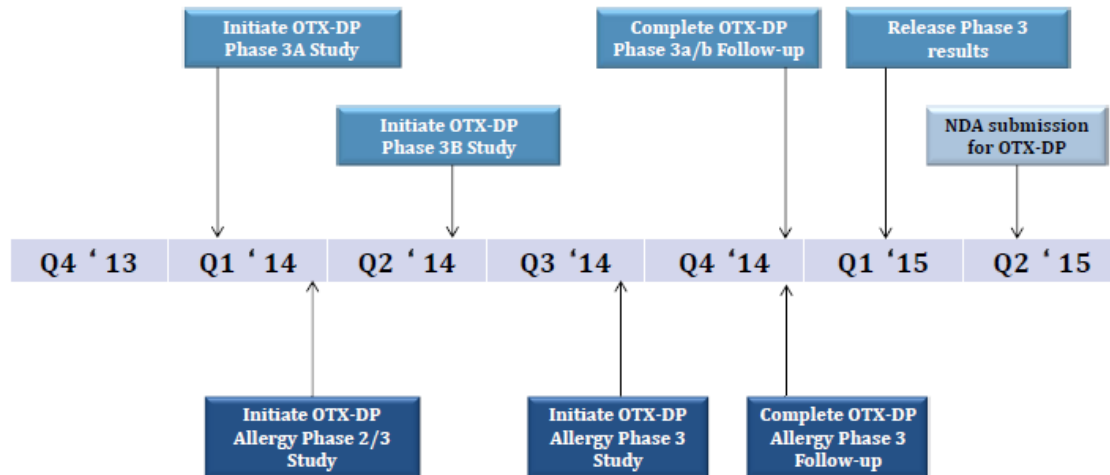 Initiate OTX-DP
Phase 3A Study
Complete OTX-DP
Phase 3a/b Follow-up
Release Phase 3
results
Initiate OTX-DP
Phase 3B Study
NDA submission
for OTX-DP
Q4 ‘ 13
Q1 ‘ 14
Q2 ‘ 14
Q3 ‘14
Q4 ‘14
Q1 ‘15
Q2 ‘ 15
Initiate OTX-DP
Allergy Phase 2/3
Study
Initiate OTX-DP
Allergy Phase 3
Study
Complete OTX-DP
Allergy Phase 3
Follow-up